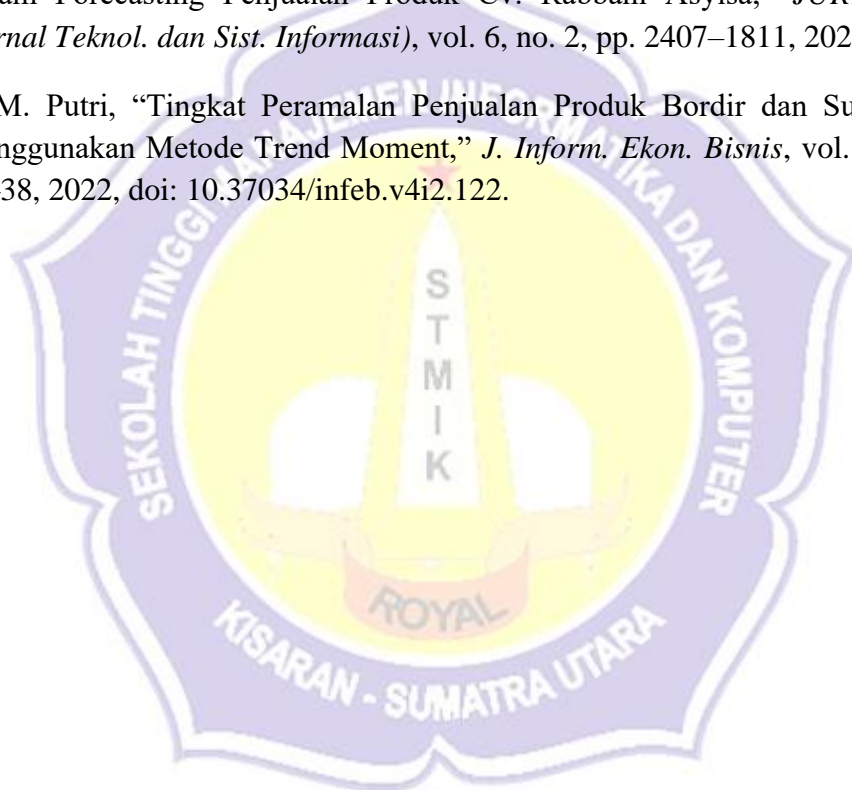 Forecasting Penjualan Produk Cv. Rabbani Asyisa,”
rnal Teknol. dan Sist. Informasi), vol. 6, no. 2, pp. 2407–1811, 202
M. Putri, “Tingkat Peramalan Penjualan Produk Bordir dan Su
nggunakan Metode Trend Moment,” J. Inform. Ekon. Bisnis, vol.
38, 2022, doi: 10.37034/infeb.v4i2.122.
SEKOLAH TINGGI MANAJEMEN INFORMATIKA DAN KOMPUTER
STMIK
ROYAL
KISARAN - SUMATRA UTARA